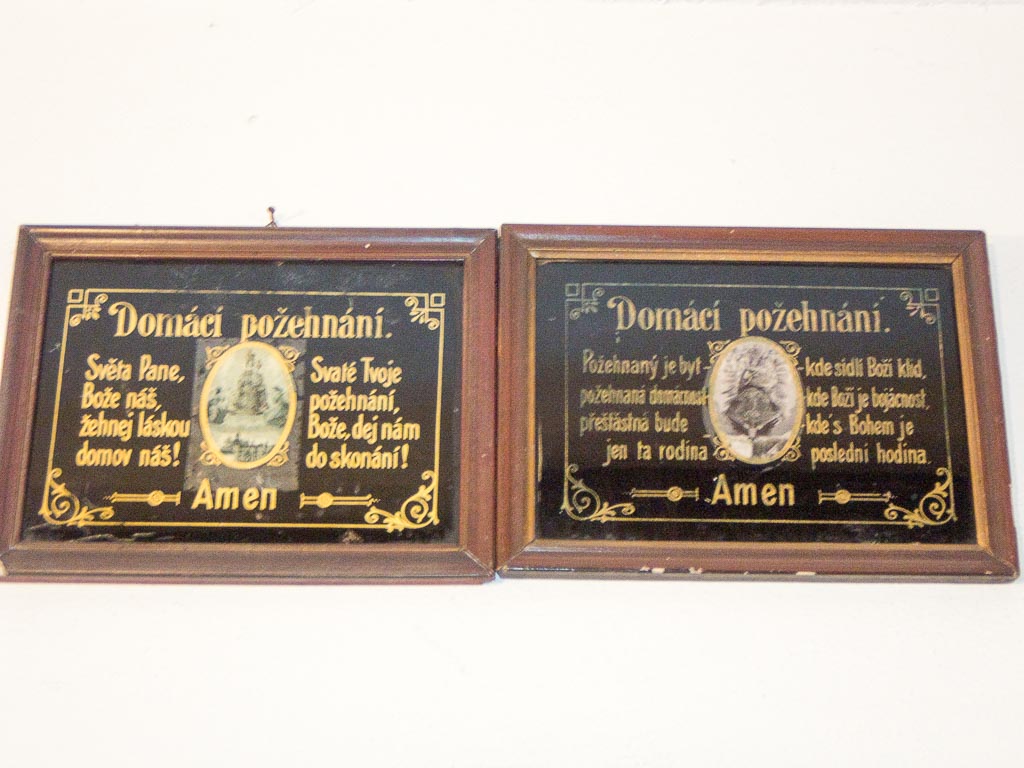 Domácí požehnání.
Světa Pane,
Bože náš,
žehnej láskou
domov náš!
Svaté Tvoje
požehnání,
Bože, dej nám
do skonání!
Amen
Domácí požehnání.
Požehnaný je byt - kde sídlí Boží klid,
požehnaná domácnost - kde Boží je bojácnost,
přešťástná bude - kde's Bohem je
jen ta rodina - poslední hodina.
Amen